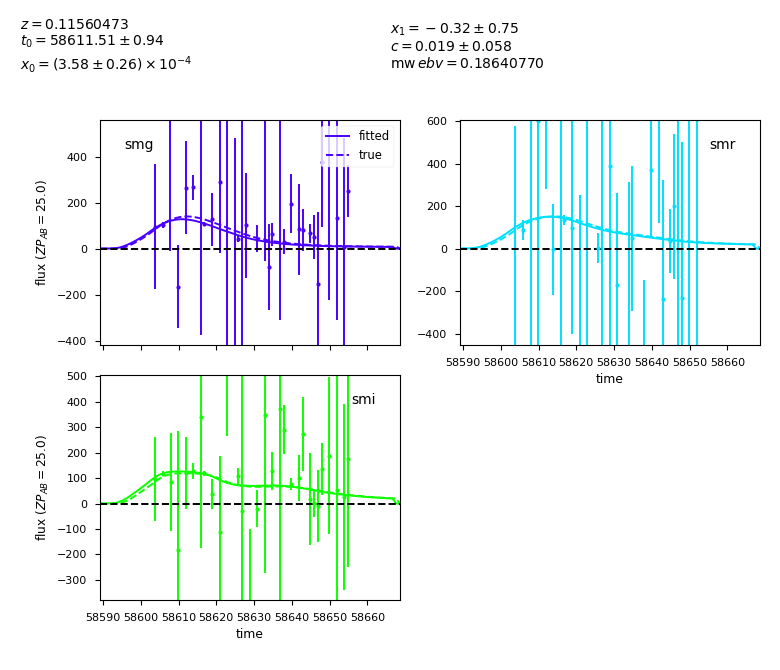 z = 0.11560473
t₀ = 58611.51 ± 0.94
x₀ = (3.58 ± 0.26) × 10⁻⁴
x₁ = −0.32 ± 0.75
c = 0.019 ± 0.058
mw ebv = 0.18640770
smg
fitted
true
400
200
0
−200
−400
flux (ZP_AB = 25.0)
smr
600
400
200
0
−200
−400
58590 58600 58610 58620 58630 58640 58650 58660
time
smi
500
400
300
200
100
0
−100
−200
−300
flux (ZP_AB = 25.0)
58590 58600 58610 58620 58630 58640 58650 58660
time